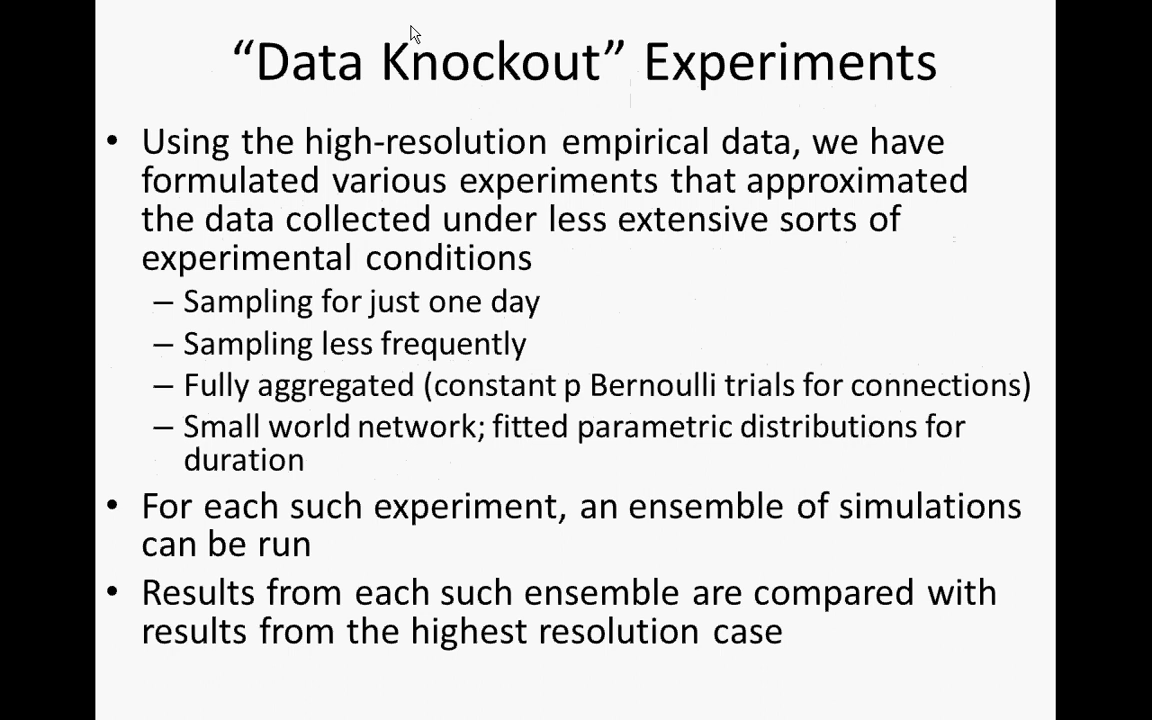 “Data Knockout” Experiments
• Using the high-resolution empirical data, we have
formulated various experiments that approximated
the data collected under less extensive sorts of
experimental conditions
– Sampling for just one day
– Sampling less frequently
– Fully aggregated (constant p Bernoulli trials for connections)
– Small world network; fitted parametric distributions for
duration
• For each such experiment, an ensemble of simulations
can be run
• Results from each such ensemble are compared with
results from the highest resolution case